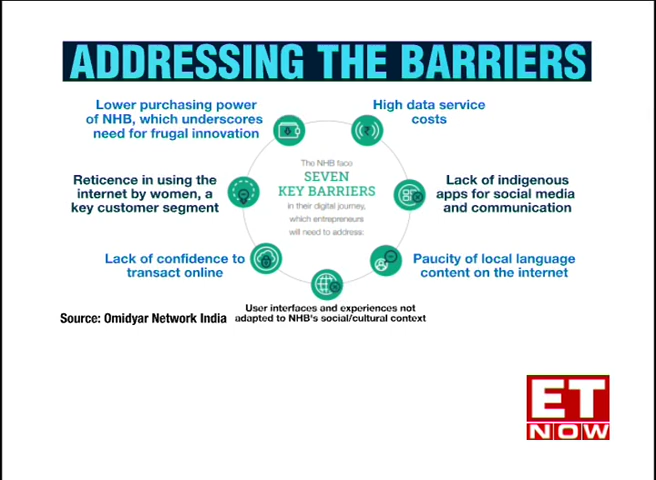 ADDRESSING THE BARRIERS
Lower purchasing power
of NHB, which underscores
need for frugal innovation
High data service
costs
The NHB face
SEVEN
KEY BARRIERS
in their digital journey,
which entrepreneurs
will need to address:
Reticence in using the
internet by women, a
key customer segment
Lack of indigenous
apps for social media
and communication
Lack of confidence to
transact online
Paucity of local language
content on the internet
User interfaces and experiences not
adapted to NHB's social/cultural context
Source: Omidyar Network India
ET
NOW